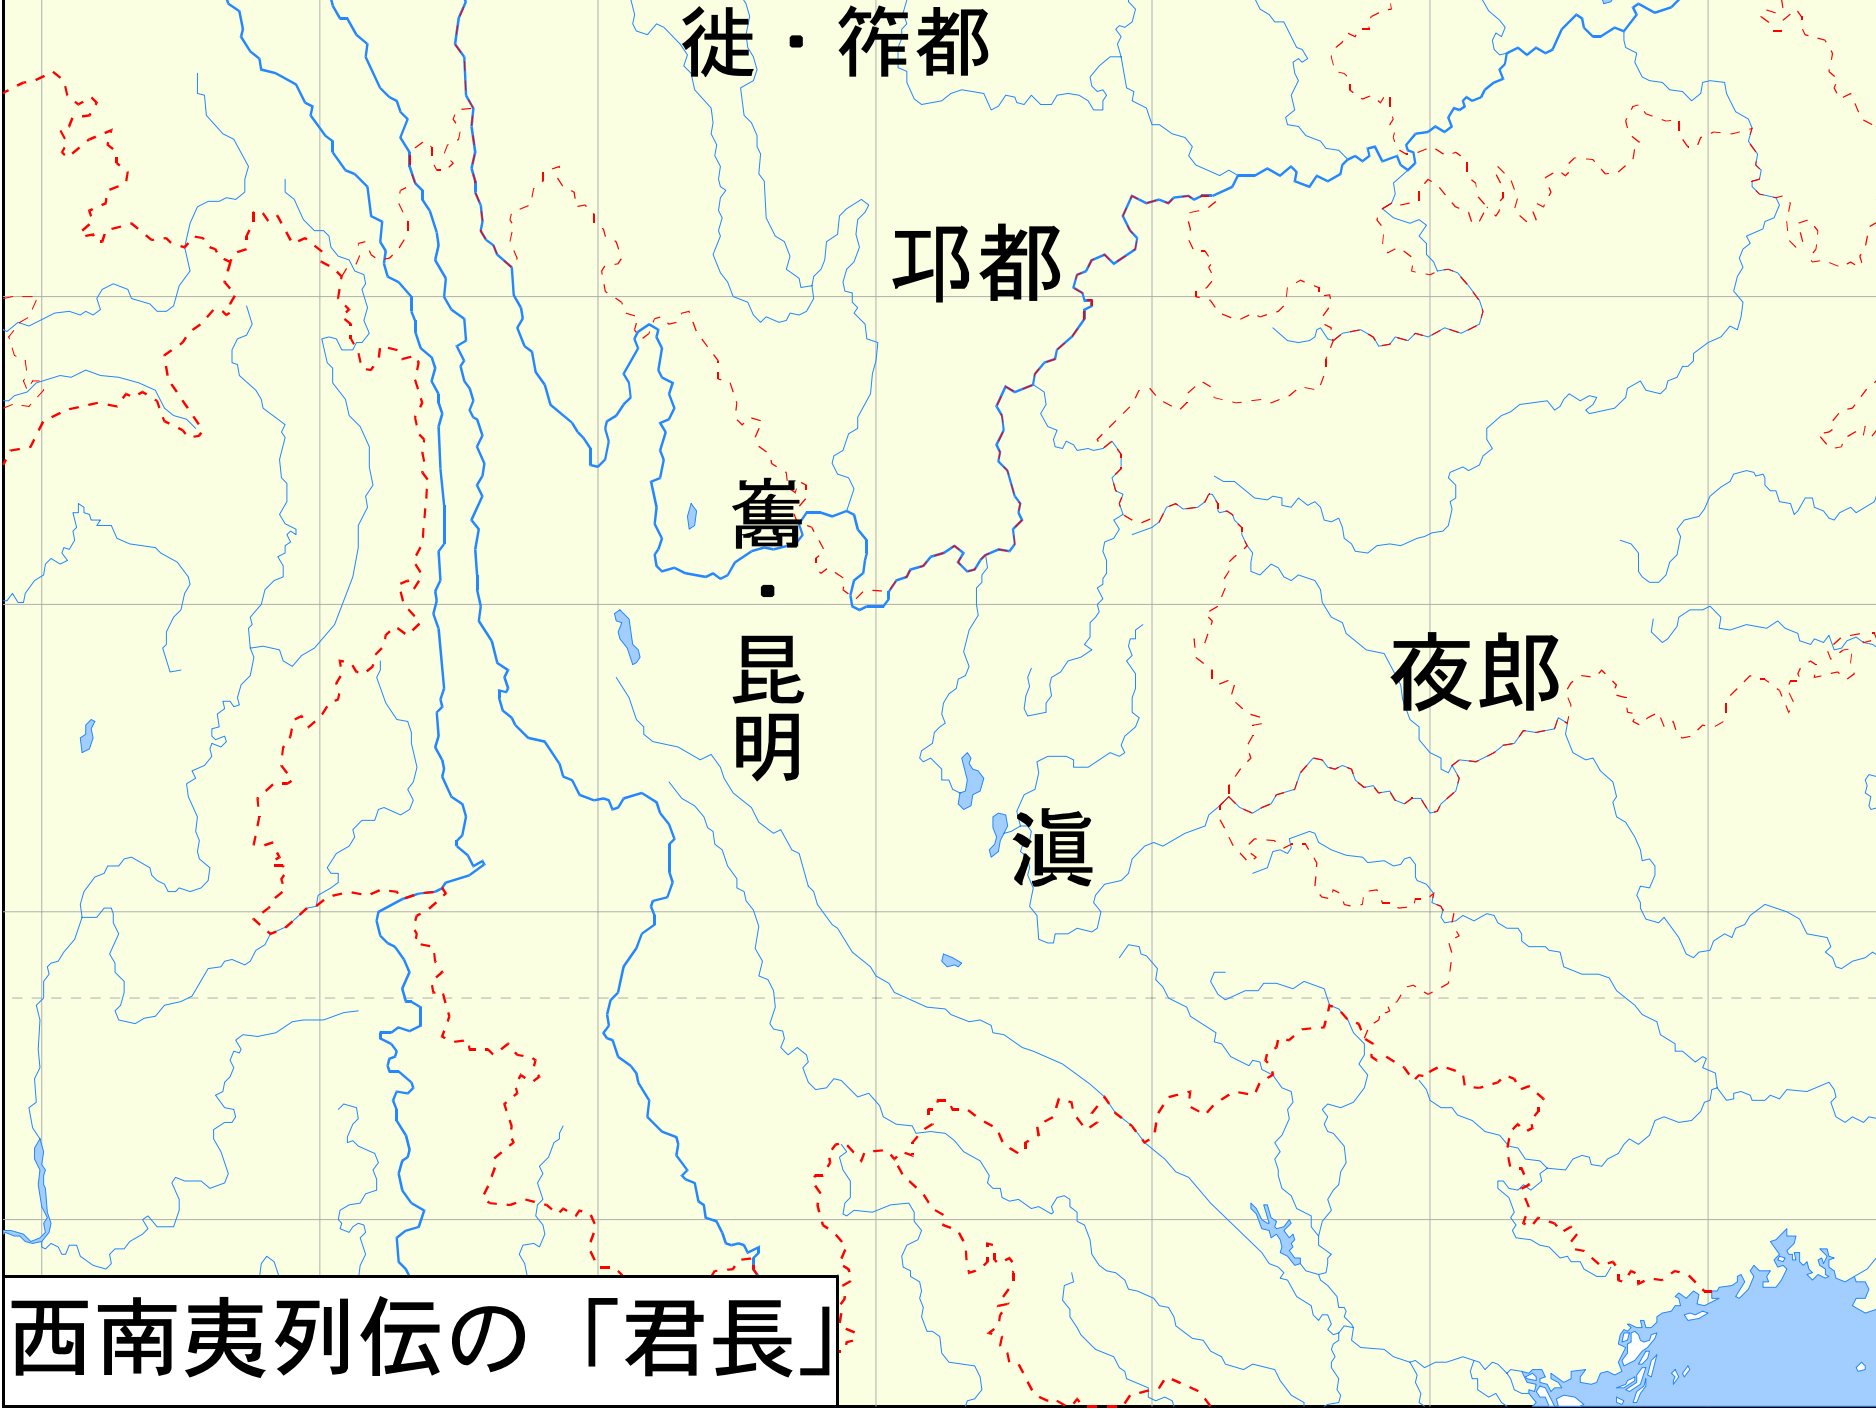 徙・筰都
邛都
巂・昆明
夜郎
滇
西南夷列伝の「君長」